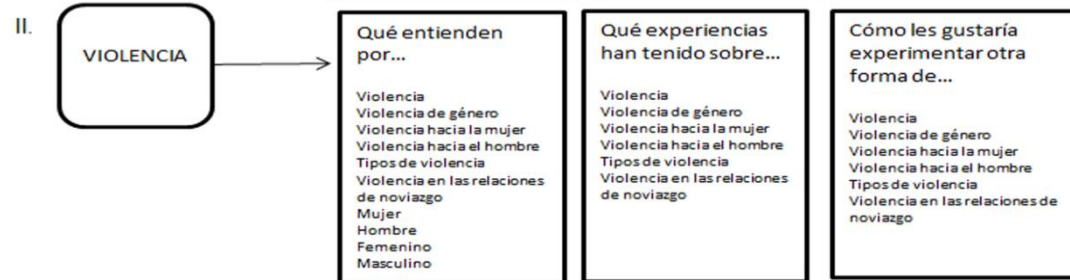 II.
VIOLENCIA
Qué entienden
por...
Violencia
Violencia de género
Violencia hacia la mujer
Violencia hacia el hombre
Tipos de violencia
Violencia en las relaciones
de noviazgo
Mujer
Hombre
Femenino
Masculino
Qué experiencias
han tenido sobre...
Violencia
Violencia de género
Violencia hacia la mujer
Violencia hacia el hombre
Tipos de violencia
Violencia en las relaciones
de noviazgo
Cómo les gustaría
experimentar otra
forma de...
Violencia
Violencia de género
Violencia hacia la mujer
Violencia hacia el hombre
Tipos de violencia
Violencia en las relaciones de
noviazgo